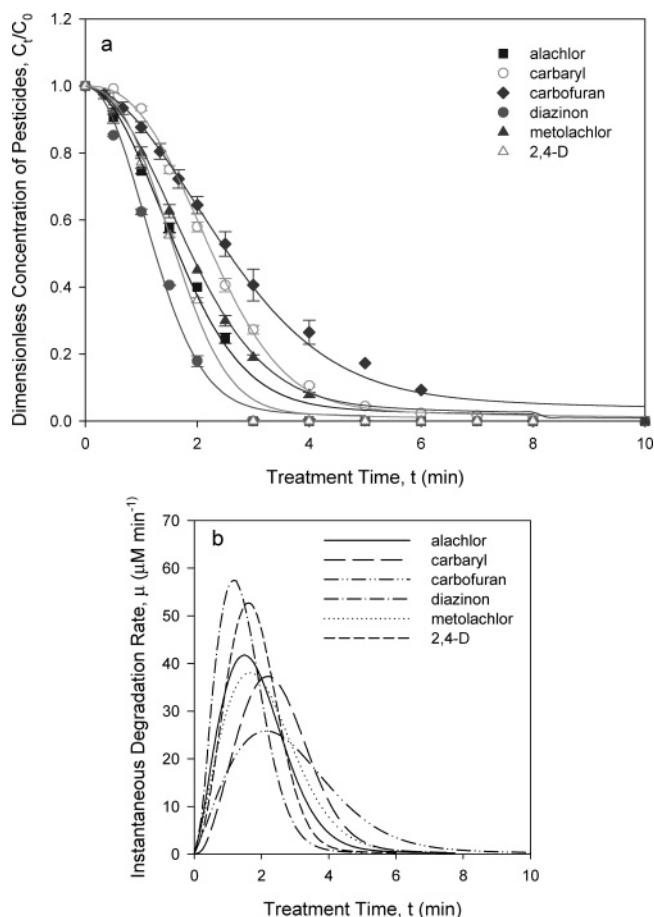 Dimensionless Concentration of Pesticides, Cₜ/C₀
1.2
1.0
0.8
0.6
0.4
0.2
0.0
a
alachlor
carbaryl
carbofuran
diazinon
metolachlor
2,4-D
0
2
4
6
8
10
Treatment Time, t (min)
Instantaneous Degradation Rate, μ (μM min⁻¹)
70
60
50
40
30
20
10
0
b
alachlor
carbaryl
carbofuran
diazinon
metolachlor
2,4-D
0
2
4
6
8
10
Treatment Time, t (min)